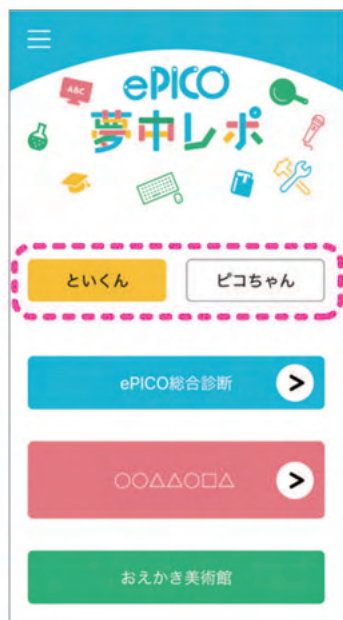 ABC
ePICO
夢中レポ
といくん
ピコちゃん
ePICO総合診断
>
○○△△○□△
>
おえかき美術館